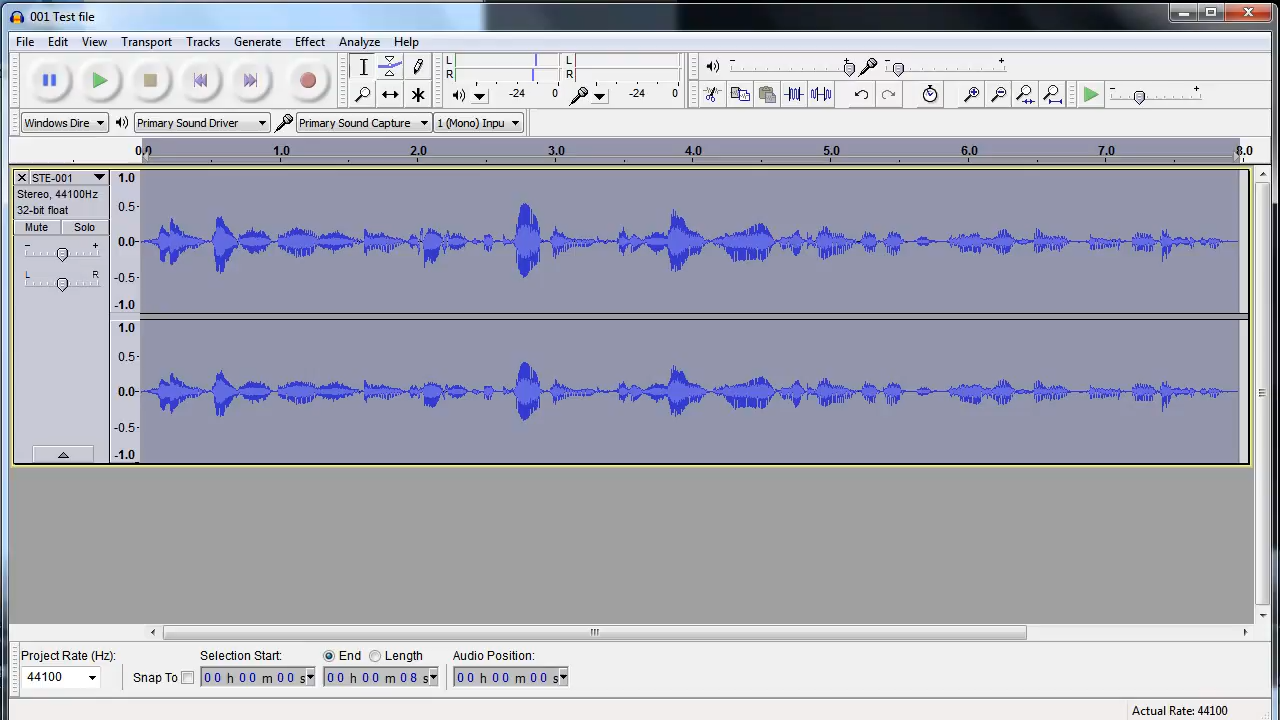 001 Test file
File Edit View Transport Tracks Generate Effect Analyze Help
L R -24 0 L R -24 0
Windows Dire Primary Sound Driver Primary Sound Capture 1 (Mono) Inpu
0.0 1.0 2.0 3.0 4.0 5.0 6.0 7.0 8.0
STE-001
Stereo, 44100Hz
32-bit float
Mute Solo
- +
L R
1.0
0.5-
0.0-
-0.5-
-1.0
1.0
0.5-
0.0-
-0.5-
-1.0
Project Rate (Hz): Selection Start: End Length Audio Position:
44100 Snap To 00 h 00 m 00 s 00 h 00 m 08 s 00 h 00 m 00 s
Actual Rate: 44100